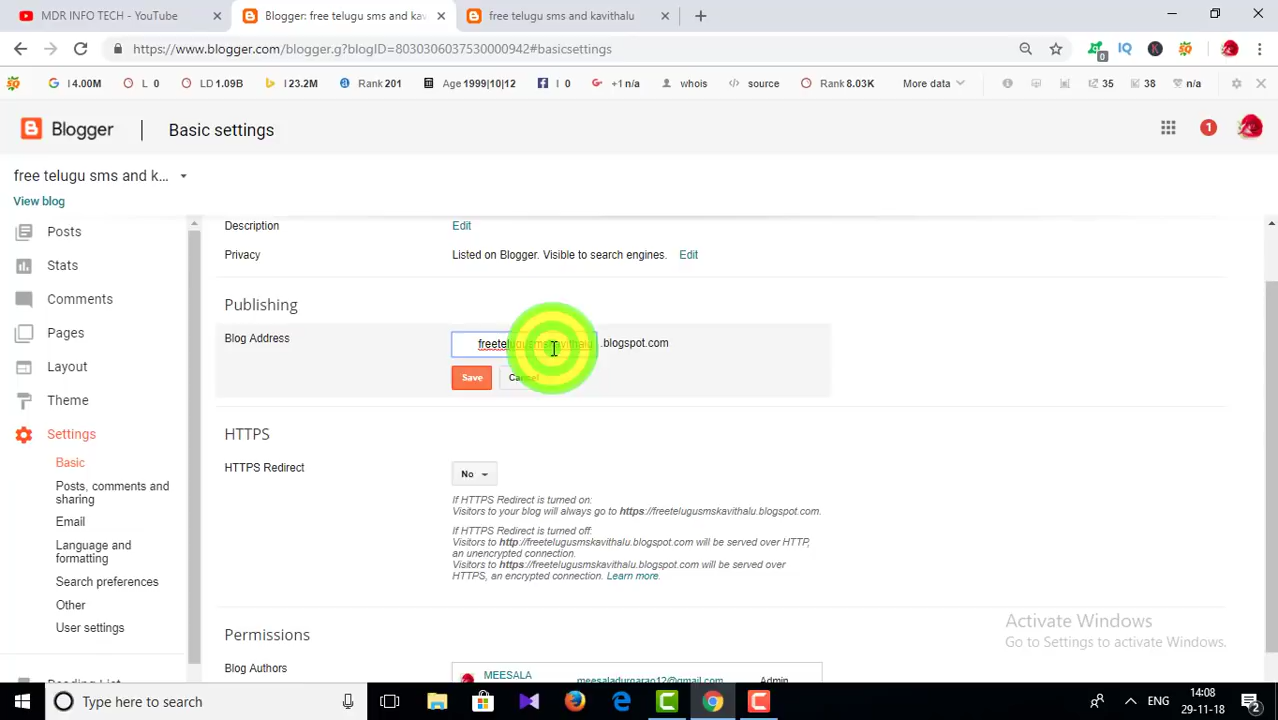 MDR INFO TECH - YouTube
Blogger: free telugu sms and kav
free telugu sms and kavithalu
https://www.blogger.com/blogger.g?blogID=8030306037530000942#basicsettings
0
IQ
K
I 4.00M
L 0
LD 1.09B
I 23.2M
Rank 201
Age 1999|10|12
I 0
+1 n/a
whois
source
Rank 8.03K
More data
35
38
n/a
Blogger
Basic settings
1
free telugu sms and k...
View blog
Posts
Stats
Comments
Pages
Layout
Theme
Settings
Basic
Posts, comments and
sharing
Email
Language and
formatting
Search preferences
Other
User settings
Description
Edit
Privacy
Listed on Blogger. Visible to search engines.
Edit
Publishing
Blog Address
freetelugusmskavithalu
.blogspot.com
Save
Cancel
HTTPS
HTTPS Redirect
No
If HTTPS Redirect is turned on:
Visitors to your blog will always go to https://freetelugusmskavithalu.blogspot.com.
If HTTPS Redirect is turned off:
Visitors to http://freetelugusmskavithalu.blogspot.com will be served over HTTP,
an unencrypted connection.
Visitors to https://freetelugusmskavithalu.blogspot.com will be served over
HTTPS, an encrypted connection. Learn more.
Permissions
Blog Authors
MEESALA
meesaladurgarao12@gmail.com
Admin
Activate Windows
Go to Settings to activate Windows.
Type here to search
ENG
14:08
29-11-18
2